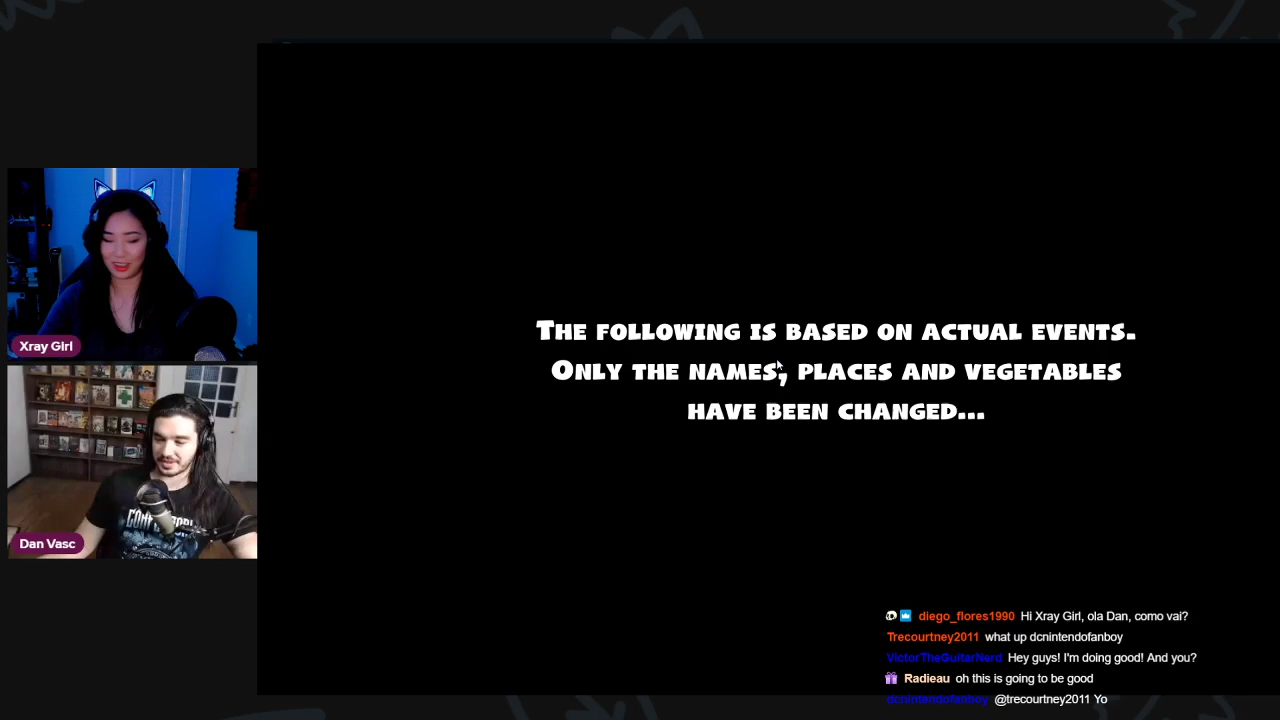 Xray Girl
Dan Vasc
THE FOLLOWING IS BASED ON ACTUAL EVENTS.
ONLY THE NAMES, PLACES AND VEGETABLES
HAVE BEEN CHANGED...
diego_flores1990 Hi Xray Girl, ola Dan, como vai?
Trecourtney2011 what up dcnintendofanboy
VictorTheGuitarNerd Hey guys! I'm doing good! And you?
Radieau oh this is going to be good
dcnintendofanboy @trecourtney2011 Yo